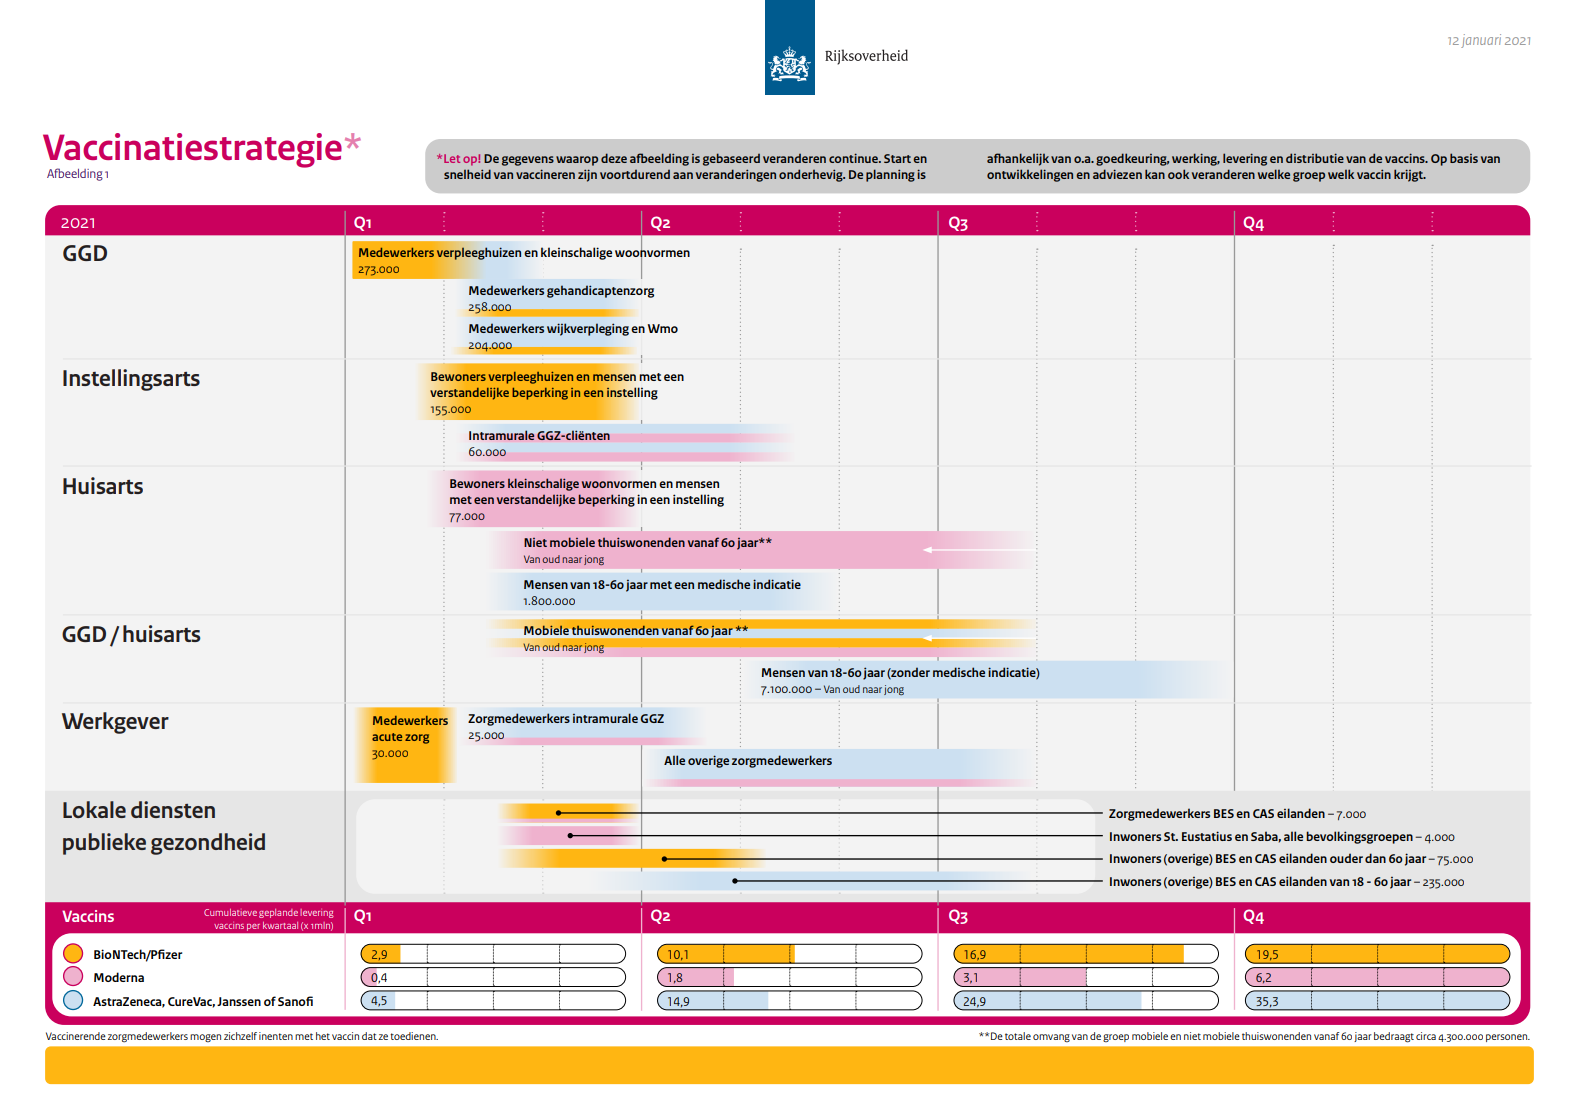 Rijksoverheid
12 januari 2021
Vaccinatiestrategie*
Afbeelding 1
*Let op! De gegevens waarop deze afbeelding is gebaseerd veranderen continue. Start en
snelheid van vaccineren zijn voortdurend aan veranderingen onderhevig. De planning is
afhankelijk van o.a. goedkeuring, werking, levering en distributie van de vaccins. Op basis van
ontwikkelingen en adviezen kan ook veranderen welke groep welk vaccin krijgt.
2021 Q1 Q2 Q3 Q4
GGD
Medewerkers verpleeghuizen en kleinschalige woonvormen
273.000
Medewerkers gehandicaptenzorg
258.000
Medewerkers wijkverpleging en Wmo
204.000
Instellingsarts
Bewoners verpleeghuizen en mensen met een
verstandelijke beperking in een instelling
155.000
Intramurale GGZ-cliënten
60.000
Huisarts
Bewoners kleinschalige woonvormen en mensen
met een verstandelijke beperking in een instelling
77.000
Niet mobiele thuiswonenden vanaf 60 jaar**
Van oud naar jong
Mensen van 18-60 jaar met een medische indicatie
1.800.000
GGD / huisarts
Mobiele thuiswonenden vanaf 60 jaar **
Van oud naar jong
Mensen van 18-60 jaar (zonder medische indicatie)
7.100.000 – Van oud naar jong
Werkgever
Medewerkers
acute zorg
30.000
Zorgmedewerkers intramurale GGZ
25.000
Alle overige zorgmedewerkers
Lokale diensten
publieke gezondheid
Zorgmedewerkers BES en CAS eilanden – 7.000
Inwoners St. Eustatius en Saba, alle bevolkingsgroepen – 4.000
Inwoners (overige) BES en CAS eilanden ouder dan 60 jaar – 75.000
Inwoners (overige) BES en CAS eilanden van 18 - 60 jaar – 235.000
Vaccins
Cumulatieve geplande levering
vaccins per kwartaal (x 1mln)
Q1 Q2 Q3 Q4
BioNTech/Pfizer 2,9 10,1 16,9 19,5
Moderna 0,4 1,8 3,1 6,2
AstraZeneca, CureVac, Janssen of Sanofi 4,5 14,9 24,9 35,3
Vaccinerende zorgmedewerkers mogen zichzelf inenten met het vaccin dat ze toedienen.
**De totale omvang van de groep mobiele en niet mobiele thuiswonenden vanaf 60 jaar bedraagt circa 4.300.000 personen.